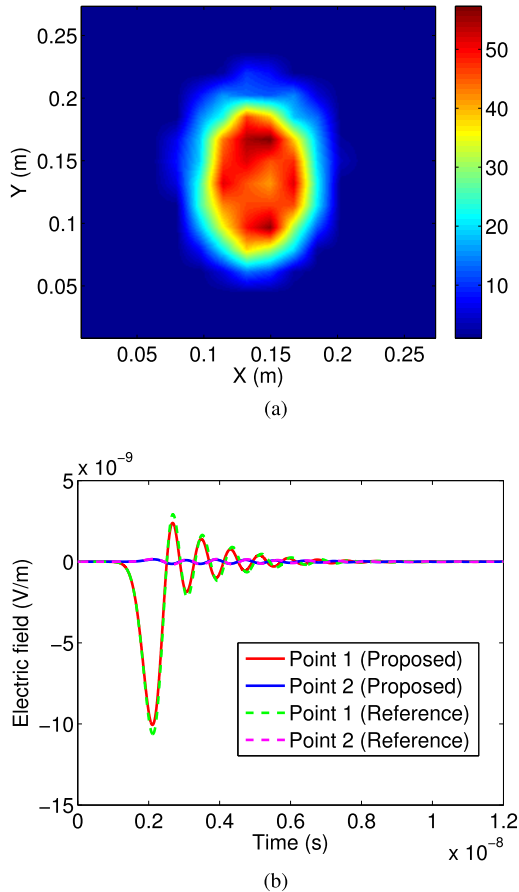 0.25
0.2
0.15
0.1
0.05
Y (m)
0.05 0.1 0.15 0.2 0.25
X (m)
50
40
30
20
10
(a)
x 10⁻⁹
5
0
−5
−10
−15
Electric field (V/m)
Point 1 (Proposed)
Point 2 (Proposed)
Point 1 (Reference)
Point 2 (Reference)
0 0.2 0.4 0.6 0.8 1 1.2
Time (s)
x 10⁻⁸
(b)